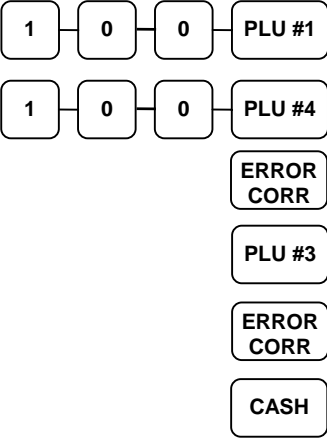 1 0 0 PLU #1
1 0 0 PLU #4
ERROR
CORR
PLU #3
ERROR
CORR
CASH